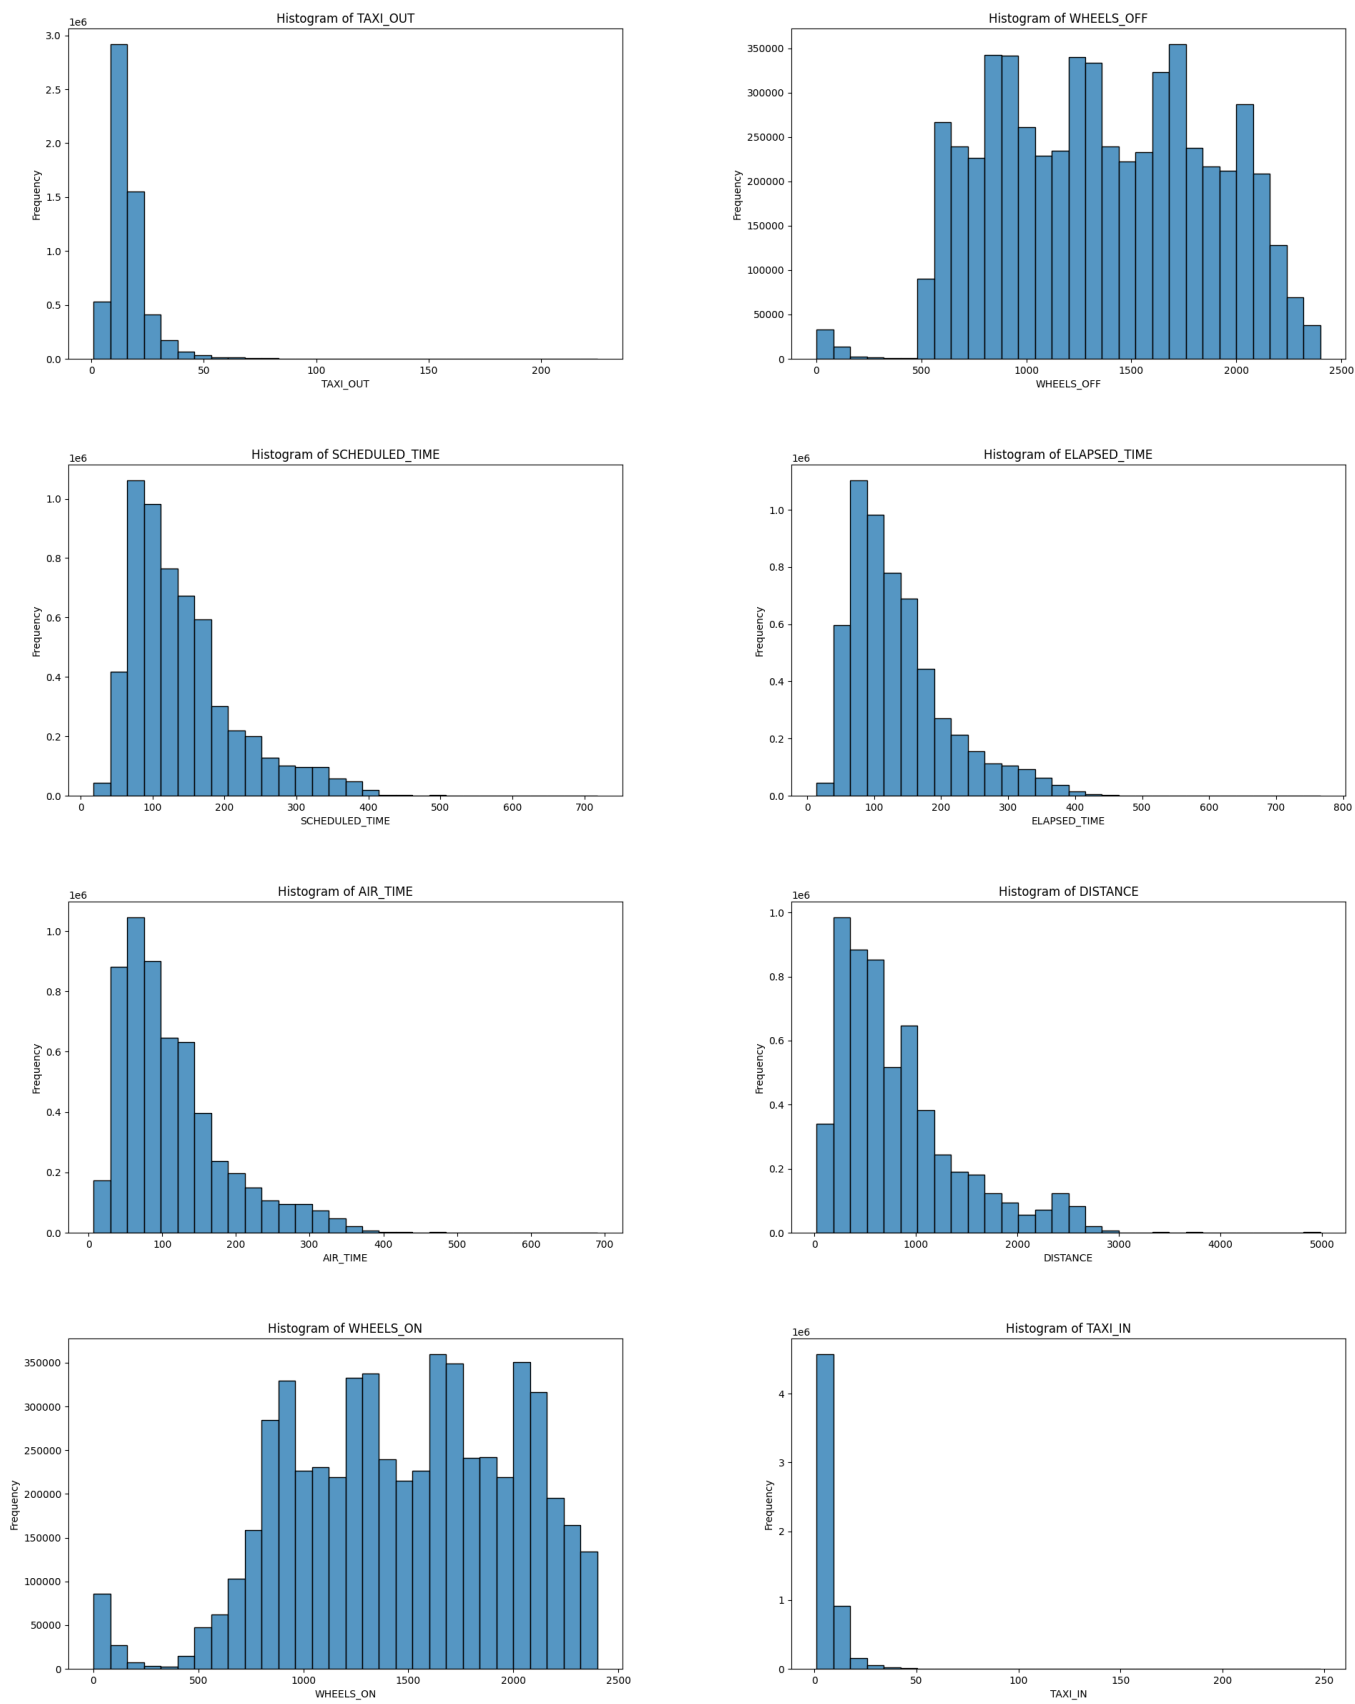 Histogram of TAXI_OUT
1e6
3.0
2.5
2.0
1.5
1.0
0.5
0.0
Frequency
0 50 100 150 200
TAXI_OUT
Histogram of WHEELS_OFF
350000
300000
250000
200000
150000
100000
50000
0
Frequency
0 500 1000 1500 2000 2500
WHEELS_OFF
Histogram of SCHEDULED_TIME
1e6
1.0
0.8
0.6
0.4
0.2
0.0
Frequency
0 100 200 300 400 500 600 700
SCHEDULED_TIME
Histogram of ELAPSED_TIME
1e6
1.0
0.8
0.6
0.4
0.2
0.0
Frequency
0 100 200 300 400 500 600 700 800
ELAPSED_TIME
Histogram of AIR_TIME
1e6
1.0
0.8
0.6
0.4
0.2
0.0
Frequency
0 100 200 300 400 500 600 700
AIR_TIME
Histogram of DISTANCE
1e6
1.0
0.8
0.6
0.4
0.2
0.0
Frequency
0 1000 2000 3000 4000 5000
DISTANCE
Histogram of WHEELS_ON
350000
300000
250000
200000
150000
100000
50000
0
Frequency
0 500 1000 1500 2000 2500
WHEELS_ON
Histogram of TAXI_IN
1e6
4
3
2
1
0
Frequency
0 50 100 150 200 250
TAXI_IN